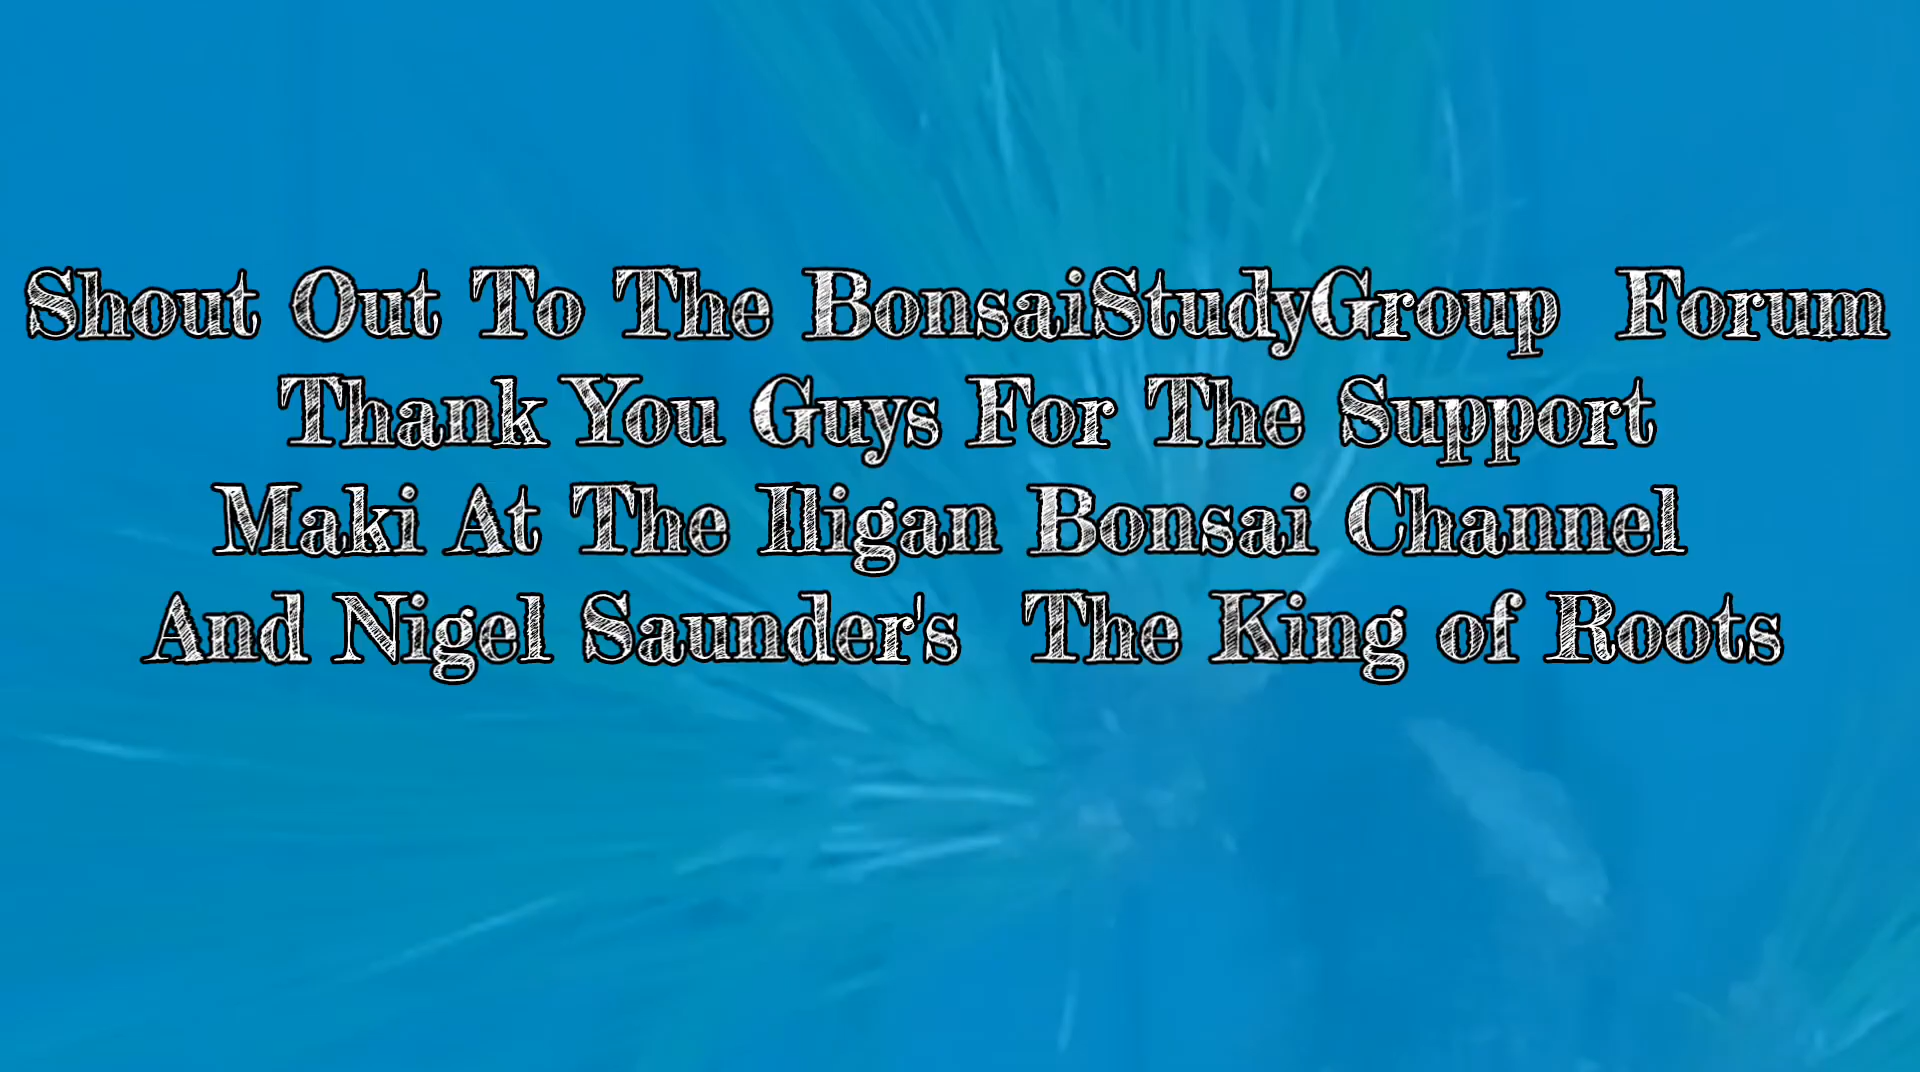 Shout Out To The BonsaiStudyGroup  Forum
Thank You Guys For The Support
Maki At The Iligan Bonsai Channel
And Nigel Saunder's  The King of Roots